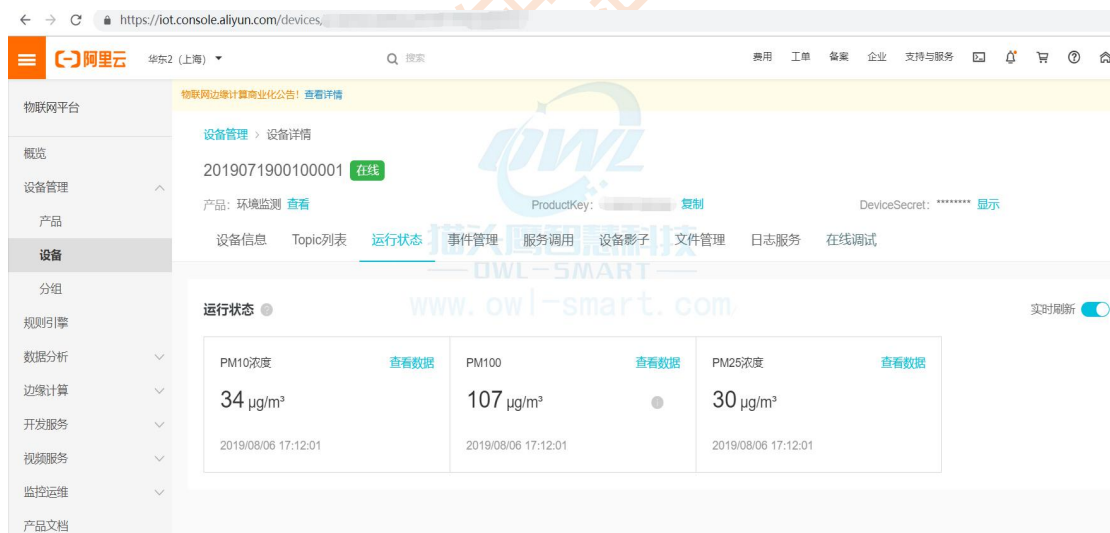 https://iot.console.aliyun.com/devices/
阿里云 华东2（上海） 搜索 费用 工单 备案 企业 支持与服务
物联网平台
概览
设备管理
产品
设备
分组
规则引擎
数据分析
边缘计算
开发服务
视频服务
监控运维
产品文档
物联网边缘计算商业化公告！查看详情
设备管理 > 设备详情
2019071900100001 在线
产品：环境监测 查看 ProductKey： 复制 DeviceSecret： ******** 显示
设备信息 Topic列表 运行状态 事件管理 服务调用 设备影子 文件管理 日志服务 在线调试
运行状态 实时刷新
PM10浓度 查看数据 PM100 查看数据 PM25浓度 查看数据
34 μg/m³ 107 μg/m³ 30 μg/m³
2019/08/06 17:12:01 2019/08/06 17:12:01 2019/08/06 17:12:01
OWL
猫头鹰智慧科技
OWL-SMART
www.owl-smart.com